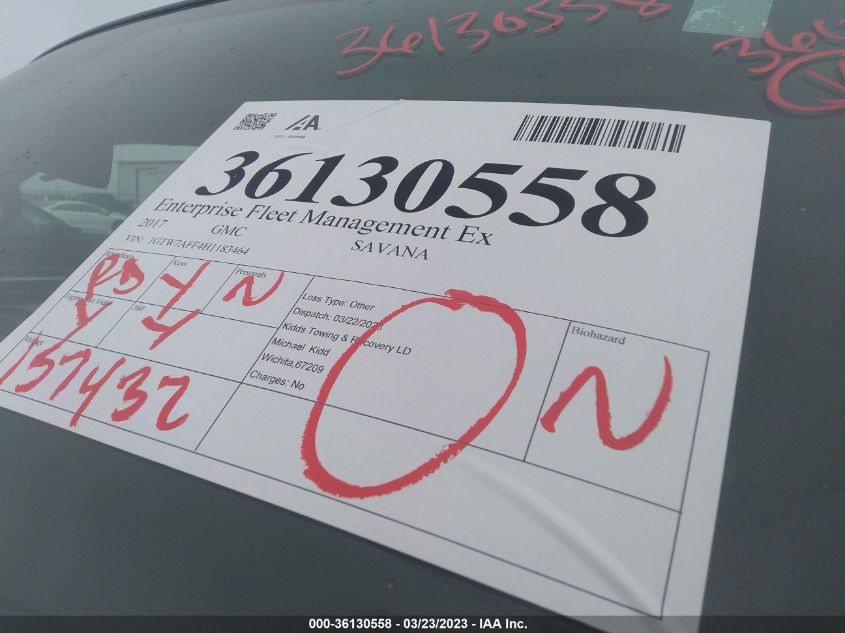 36130558
IAA
36130558
Enterprise Fleet Management Ex
2017 GMC SAVANA
VIN: 1GTW7AFF4H1183464
Keys
Personals
RD Y N
360
Y Y
157432
Loss Type: Other
Dispatch: 03/22/2023
Kidds Towing & Recovery LD
Michael Kidd
Wichita,67209
Charges: No
Biohazard
N
000-36130558 - 03/23/2023 - IAA Inc.